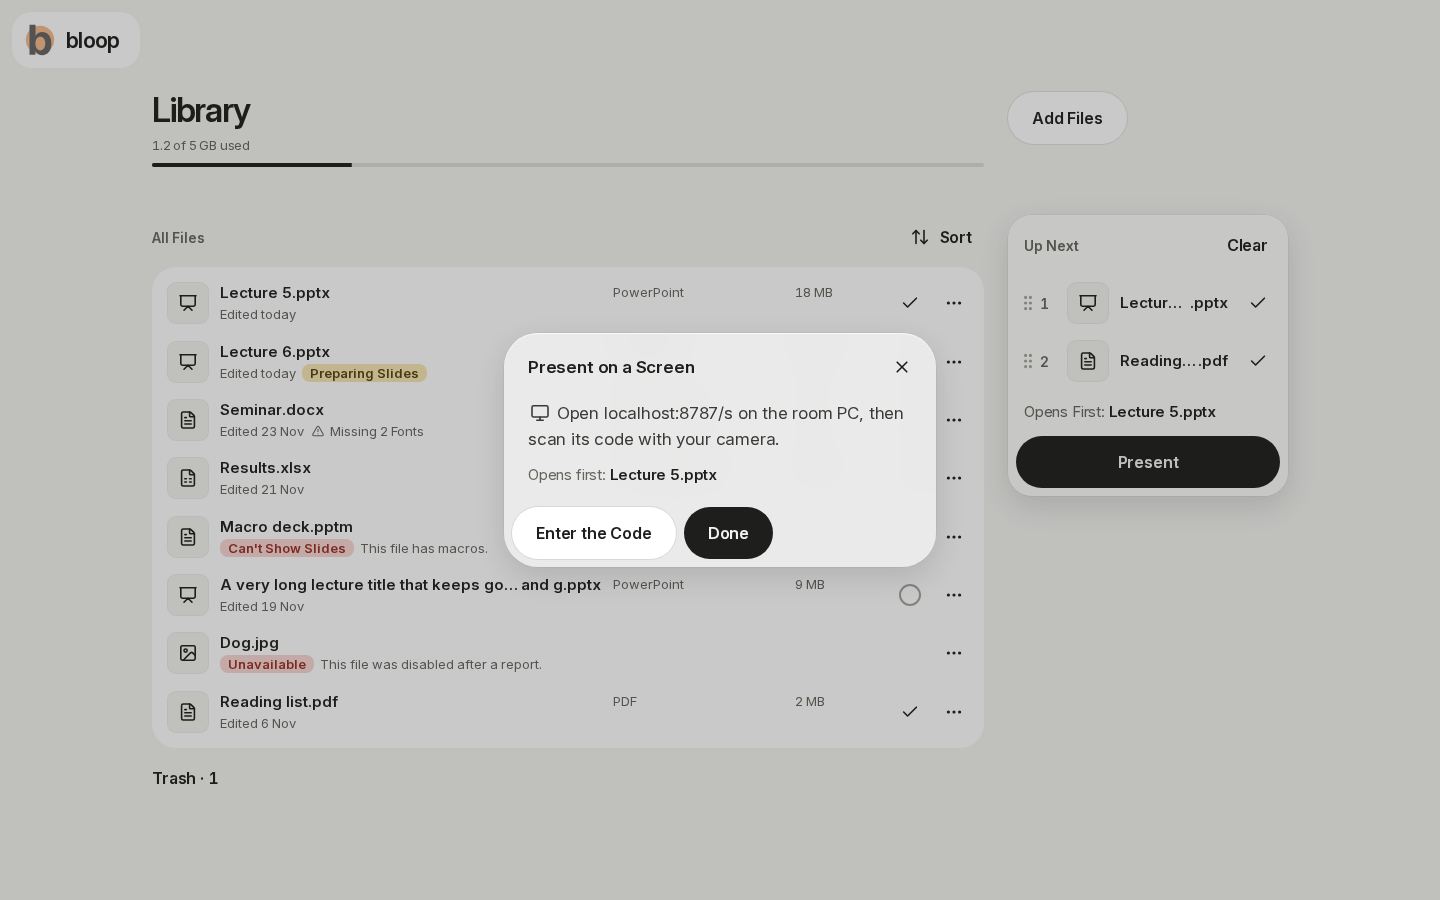 bloop
Library
1.2 of 5 GB used
Add Files
All Files
Sort
Lecture 5.pptx
PowerPoint
18 MB
Edited today
Lecture 6.pptx
Edited today Preparing Slides
Seminar.docx
Edited 23 Nov Missing 2 Fonts
Results.xlsx
Edited 21 Nov
Macro deck.pptm
Can't Show Slides This file has macros.
A very long lecture title that keeps go… and g.pptx
PowerPoint
9 MB
Edited 19 Nov
Dog.jpg
Unavailable This file was disabled after a report.
Reading list.pdf
PDF
2 MB
Edited 6 Nov
Trash · 1
Present on a Screen
Open localhost:8787/s on the room PC, then
scan its code with your camera.
Opens first: Lecture 5.pptx
Enter the Code
Done
Up Next
Clear
1 Lectur… .pptx
2 Reading….pdf
Opens First: Lecture 5.pptx
Present